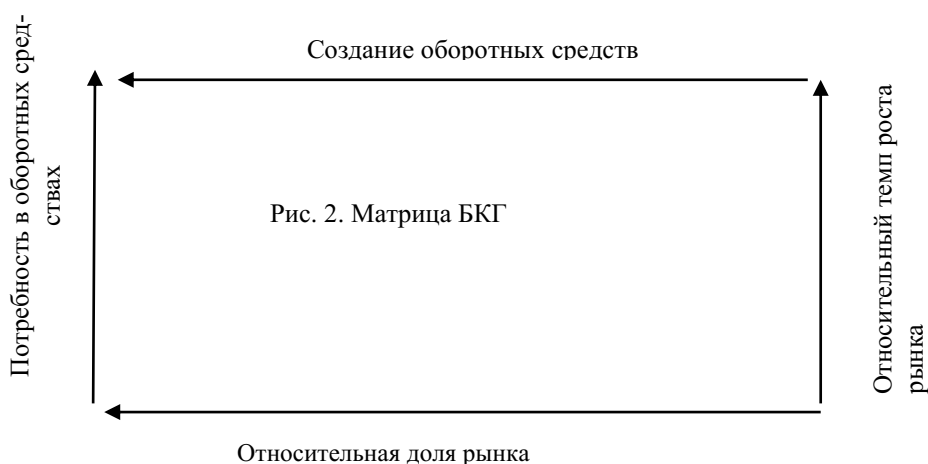 Создание оборотных средств
Потребность в оборотных сред-
ствах
Рис. 2. Матрица БКГ
Относительный темп роста
рынка
Относительная доля рынка